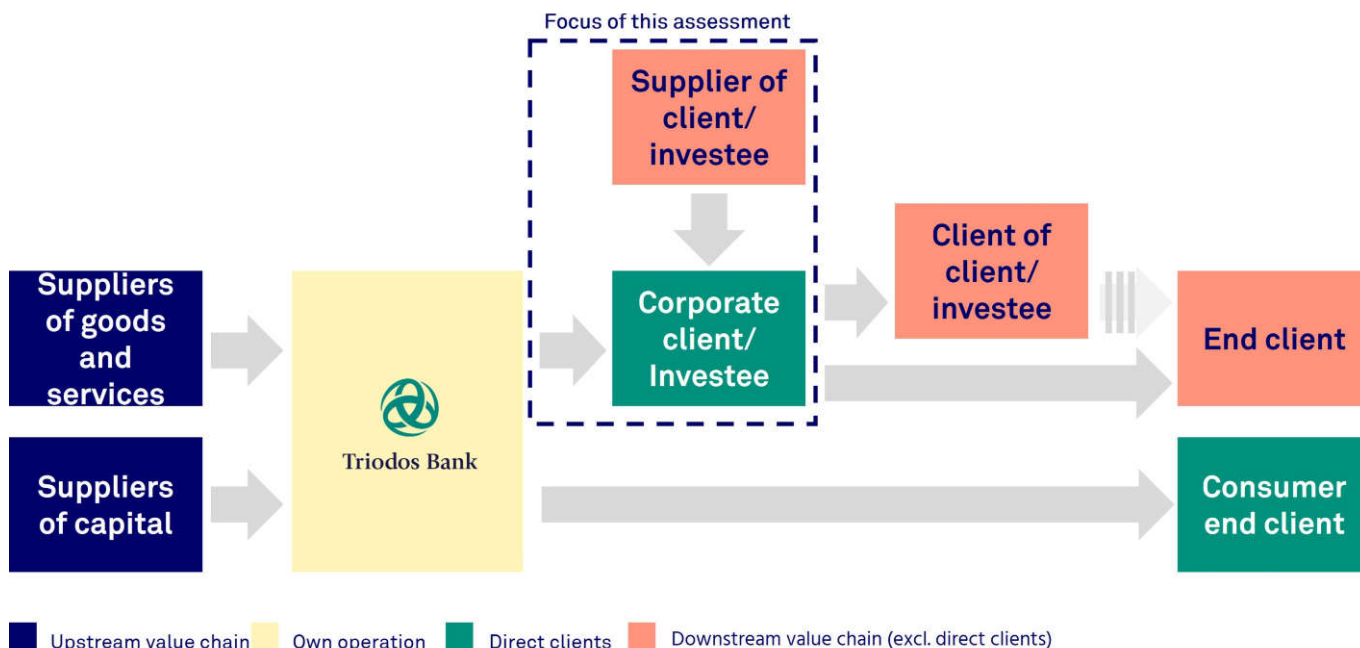 Focus of this assessment
Supplier of
client/
investee
Suppliers
of goods
and
services
Triodos Bank
Corporate
client/
Investee
Client of
client/
investee
End client
Suppliers
of capital
Consumer
end client
Upstream value chain
Own operation
Direct clients
Downstream value chain (excl. direct clients)